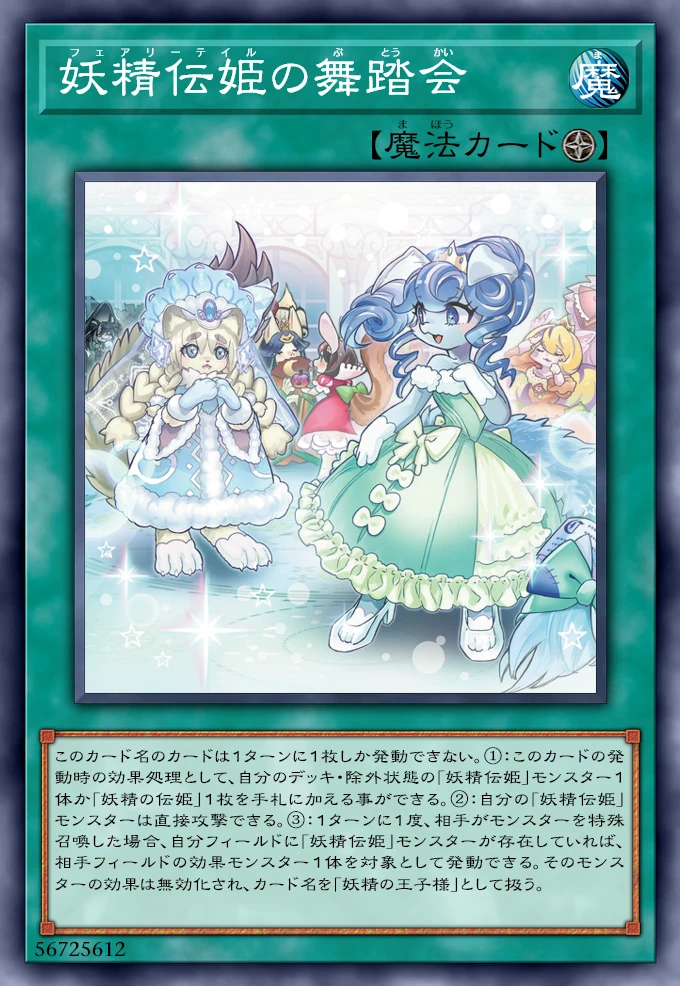 フェアリーテイル ぶ とう かい
妖精伝姫の舞踏会
ま
魔
ま ほう
【魔法カード】
このカード名のカードは1ターンに1枚しか発動できない。①:このカードの発
動時の効果処理として、自分のデッキ・除外状態の「妖精伝姫」モンスター1
体か「妖精の伝姫」1枚を手札に加える事ができる。②:自分の「妖精伝姫」
モンスターは直接攻撃できる。③:1ターンに1度、相手がモンスターを特殊
召喚した場合、自分フィールドに「妖精伝姫」モンスターが存在していれば、
相手フィールドの効果モンスター1体を対象として発動できる。そのモンス
ターの効果は無効化され、カード名を「妖精の王子様」として扱う。
56725612